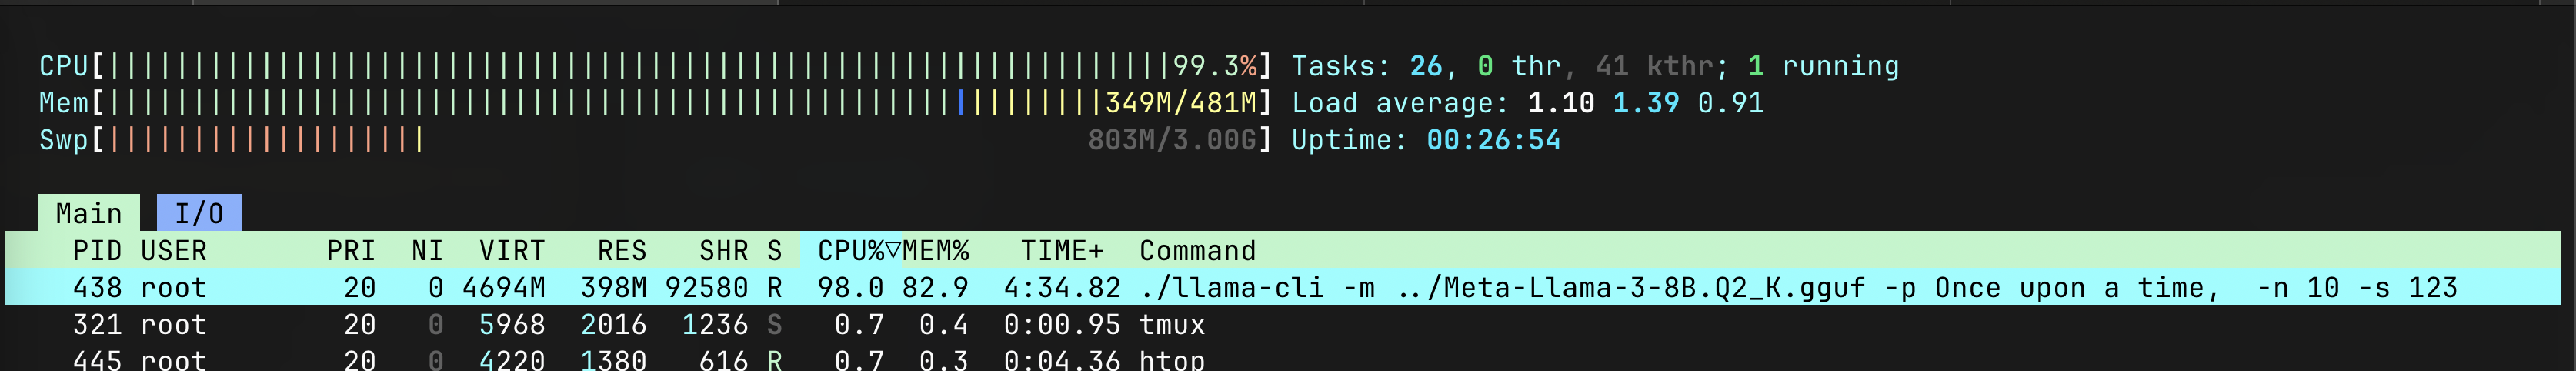 CPU[||||||||||||||||||||||||||||||||||||||||||||||||||||||||||||||||99.3%] Tasks: 26, 0 thr, 41 kthr; 1 running
Mem[|||||||||||||||||||||||||||||||||||||||||||||||||||||||||||349M/481M] Load average: 1.10 1.39 0.91
Swp[||||||||||||||||||| 803M/3.00G] Uptime: 00:26:54
Main I/O
PID USER PRI NI VIRT RES SHR S CPU%▽MEM% TIME+ Command
438 root 20 0 4694M 398M 92580 R 98.0 82.9 4:34.82 ./llama-cli -m ../Meta-Llama-3-8B.Q2_K.gguf -p Once upon a time,  -n 10 -s 123
321 root 20 0 5968 2016 1236 S 0.7 0.4 0:00.95 tmux
445 root 20 0 4220 1380 616 R 0.7 0.3 0:04.36 htop